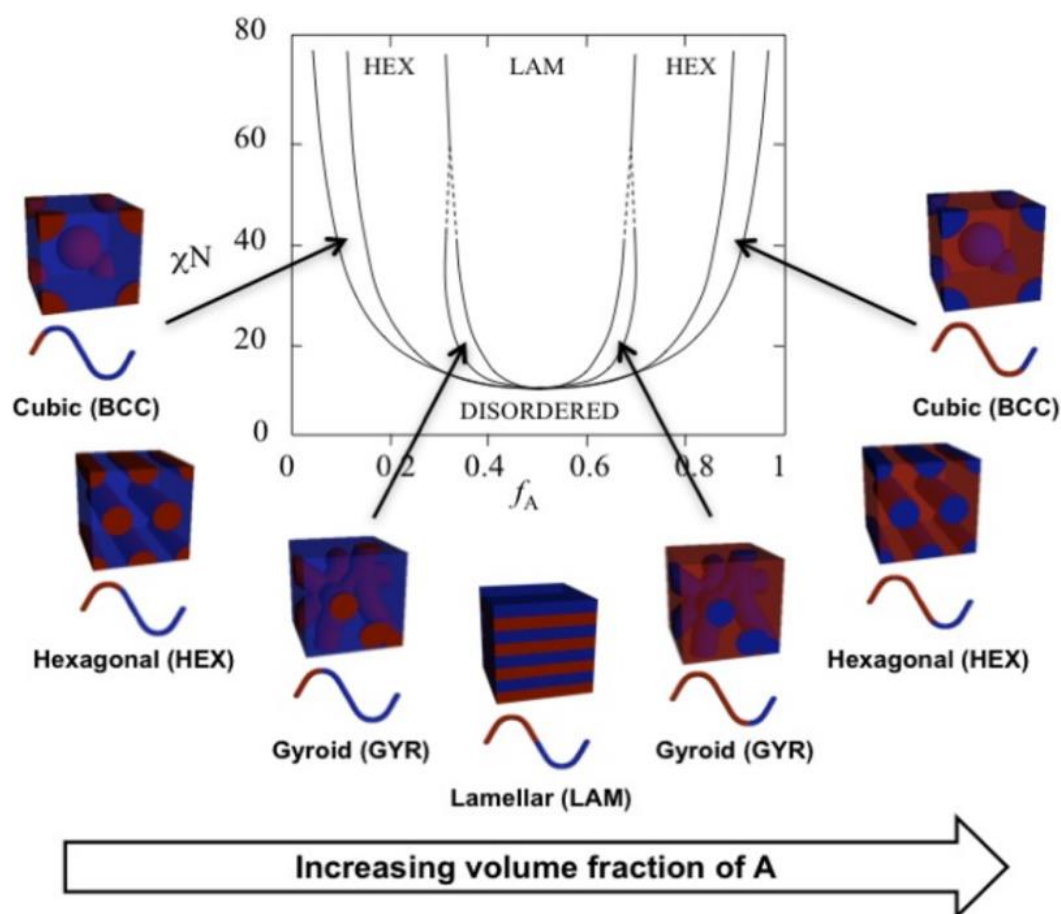 80
HEX
LAM
HEX
60
40
χN
20
Cubic (BCC)
DISORDERED
Cubic (BCC)
0
0
0.2
0.4
0.6
0.8
1
fA
Hexagonal (HEX)
Hexagonal (HEX)
Gyroid (GYR)
Gyroid (GYR)
Lamellar (LAM)
Increasing volume fraction of A